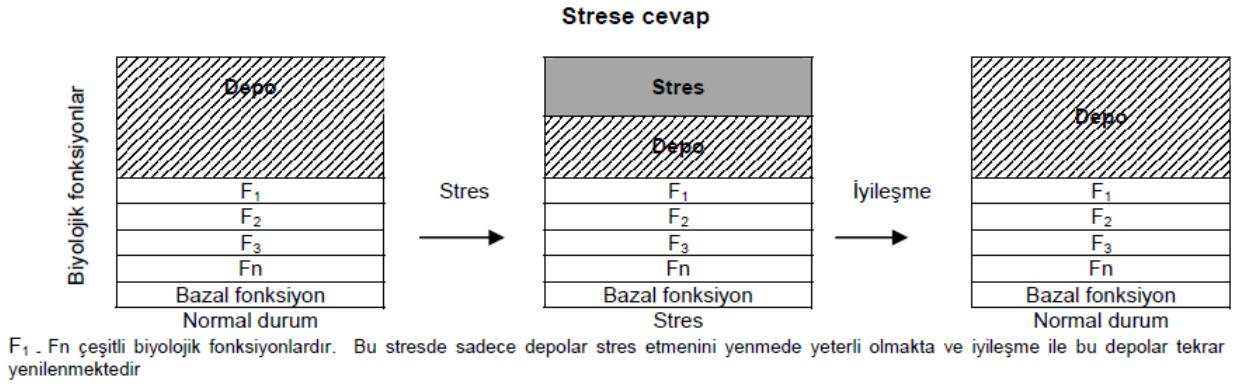 Strese cevap
Biyolojik fonksiyonlar
Depo
F₁
F₂
F₃
Fn
Bazal fonksiyon
Normal durum
Stres
Stres
Depo
F₁
F₂
F₃
Fn
Bazal fonksiyon
Stres
İyileşme
Depo
F₁
F₂
F₃
Fn
Bazal fonksiyon
Normal durum
F₁ - Fn çeşitli biyolojik fonksiyonlardır. Bu stresde sadece depolar stres etmenini yenmede yeterli olmakta ve iyileşme ile bu depolar tekrar
yenilenmektedir